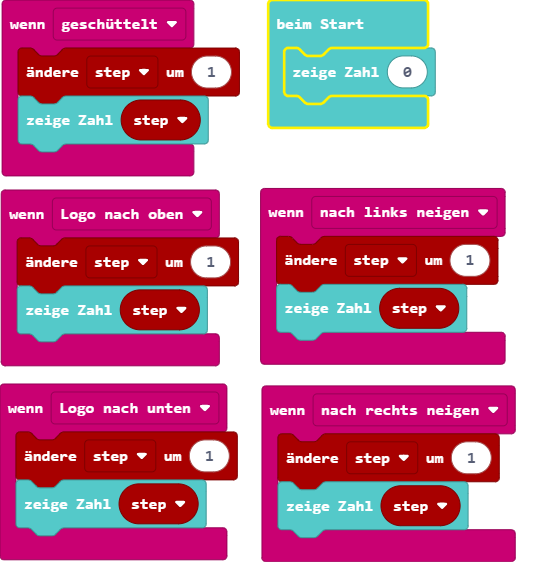 wenn geschüttelt
ändere step um 1
zeige Zahl step
beim Start
zeige Zahl 0
wenn Logo nach oben
ändere step um 1
zeige Zahl step
wenn nach links neigen
ändere step um 1
zeige Zahl step
wenn Logo nach unten
ändere step um 1
zeige Zahl step
wenn nach rechts neigen
ändere step um 1
zeige Zahl step